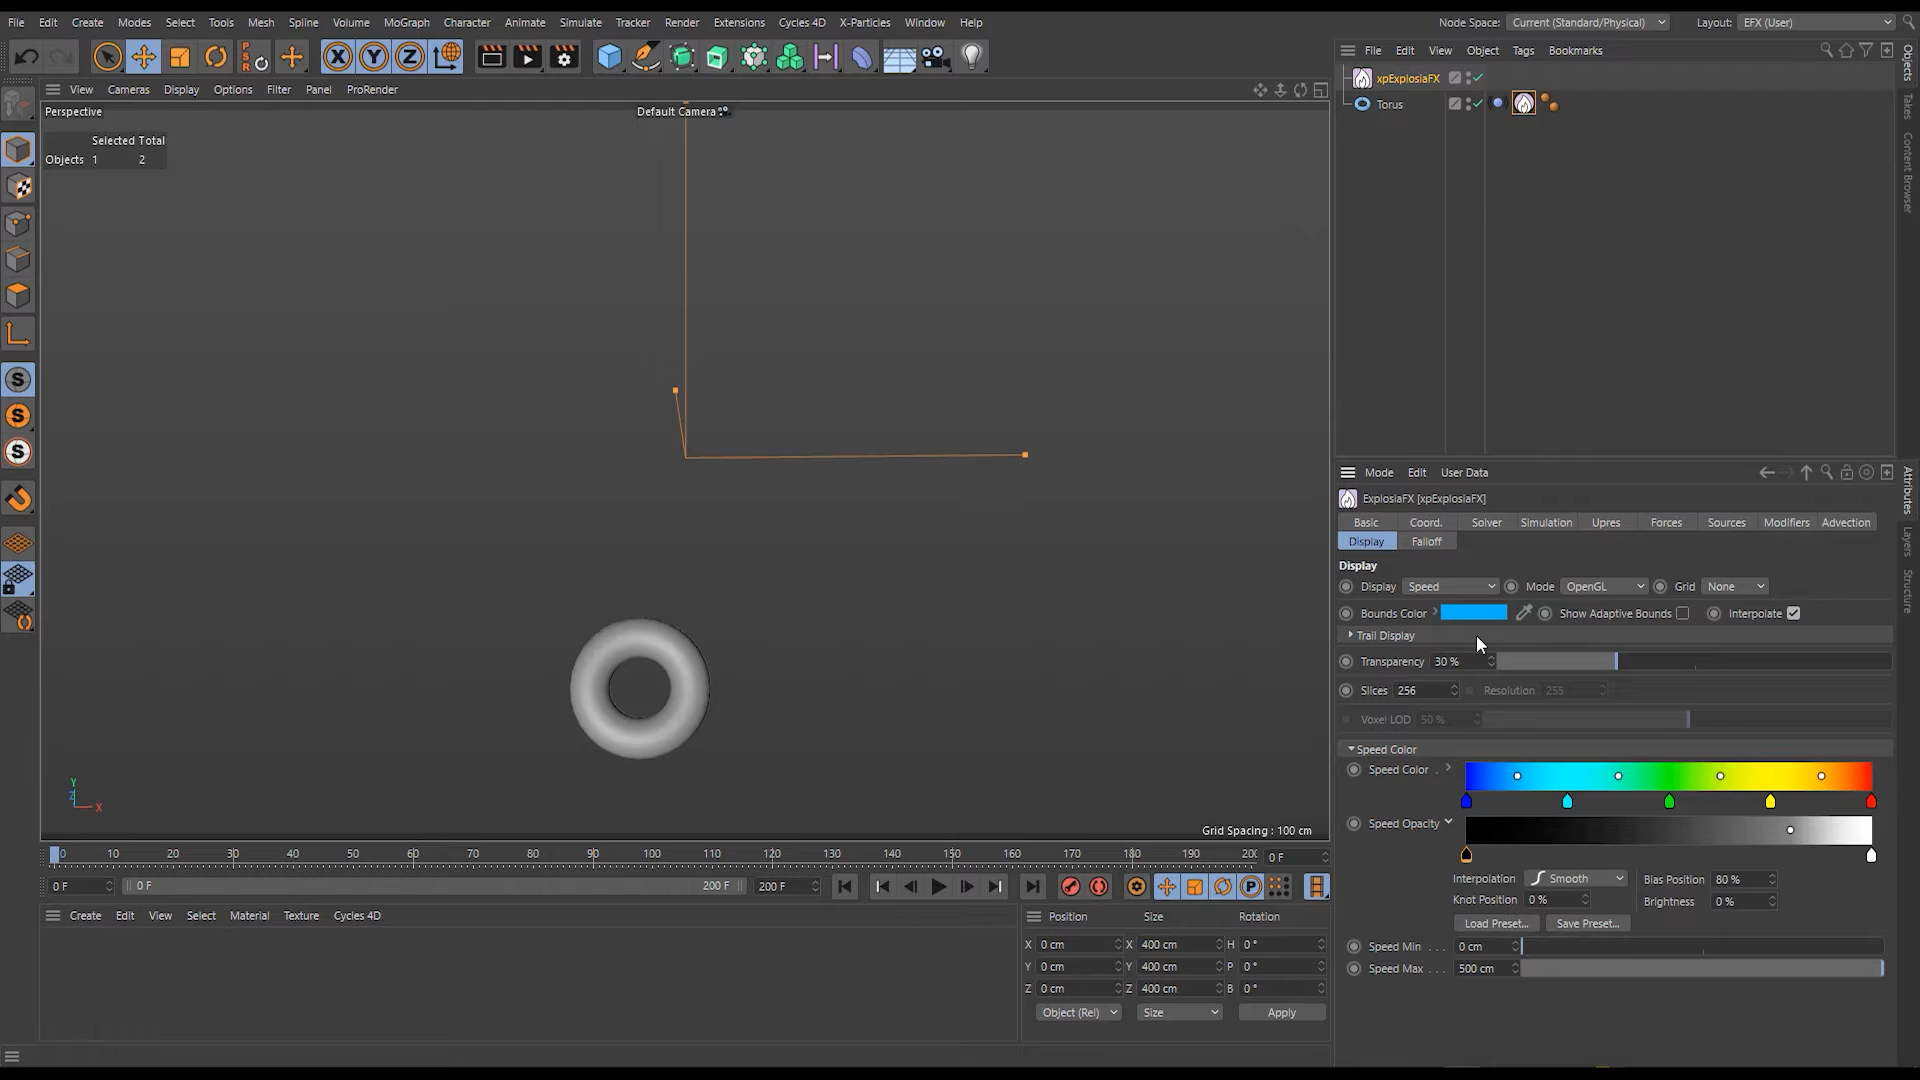 File Edit Create Modes Select Tools Mesh Spline Volume MoGraph Character Animate Simulate Tracker Render Extensions Cycles 4D X-Particles Window Help Node Space: Current (Standard/Physical) Layout: EFX (User)
PSR X Y Z
File Edit View Object Tags Bookmarks
xpExplosiaFX
Torus
View Cameras Display Options Filter Panel ProRender
Perspective
Default Camera
Selected Total
Objects 1 2
S
S
S
Y
Z
X
Grid Spacing : 100 cm
0 10 20 30 40 50 60 70 80 90 100 110 120 130 140 150 160 170 180 190 0 F
0 F 0 F 200 F 200 F P
Create Edit View Select Material Texture Cycles 4D
Position Size Rotation
X 0 cm X 400 cm H 0 °
Y 0 cm Y 400 cm P 0 °
Z 0 cm Z 400 cm B 0 °
Object (Rel) Size Apply
Objects
Takes
Content Browser
Mode Edit User Data
ExplosiaFX [xpExplosiaFX]
Basic Coord. Solver Simulation Upres Forces Sources Modifiers Advection
Display Falloff
Display
Display Speed Mode OpenGL Grid None
Bounds Color Show Adaptive Bounds Interpolate
Trail Display
Transparency 30 %
Slices 256 Resolution 255
Voxel LOD 50 %
Speed Color
Speed Color .
Speed Opacity
Interpolation Smooth Bias Position 80 %
Knot Position 0 % Brightness 0 %
Load Preset... Save Preset...
Speed Min . . . 0 cm
Speed Max . . . 500 cm
Attributes
Layers
Structure